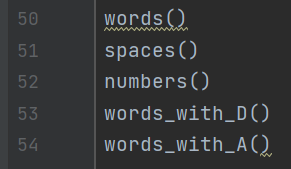 50 words()
51 spaces()
52 numbers()
53 words_with_D()
54 words_with_A()